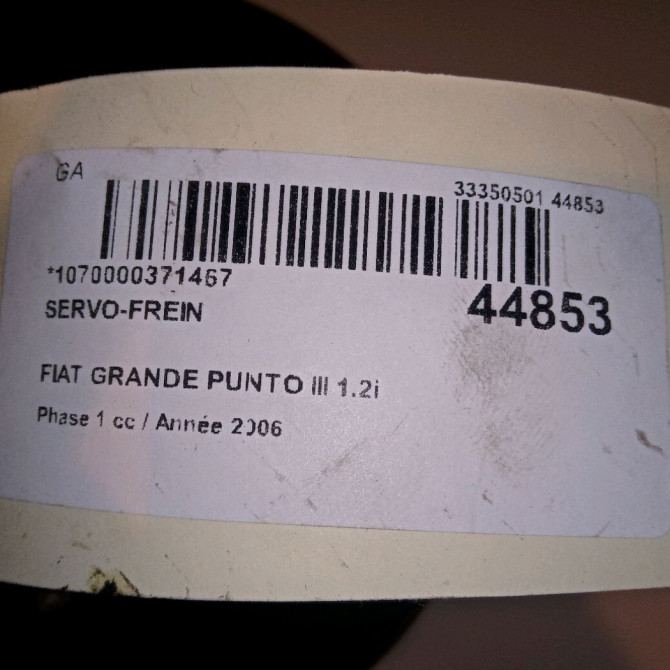 GA
33350501 44853
*1070000371467
44853
SERVO-FREIN
FIAT GRANDE PUNTO III 1.2i
Phase 1 cc / Année 2006